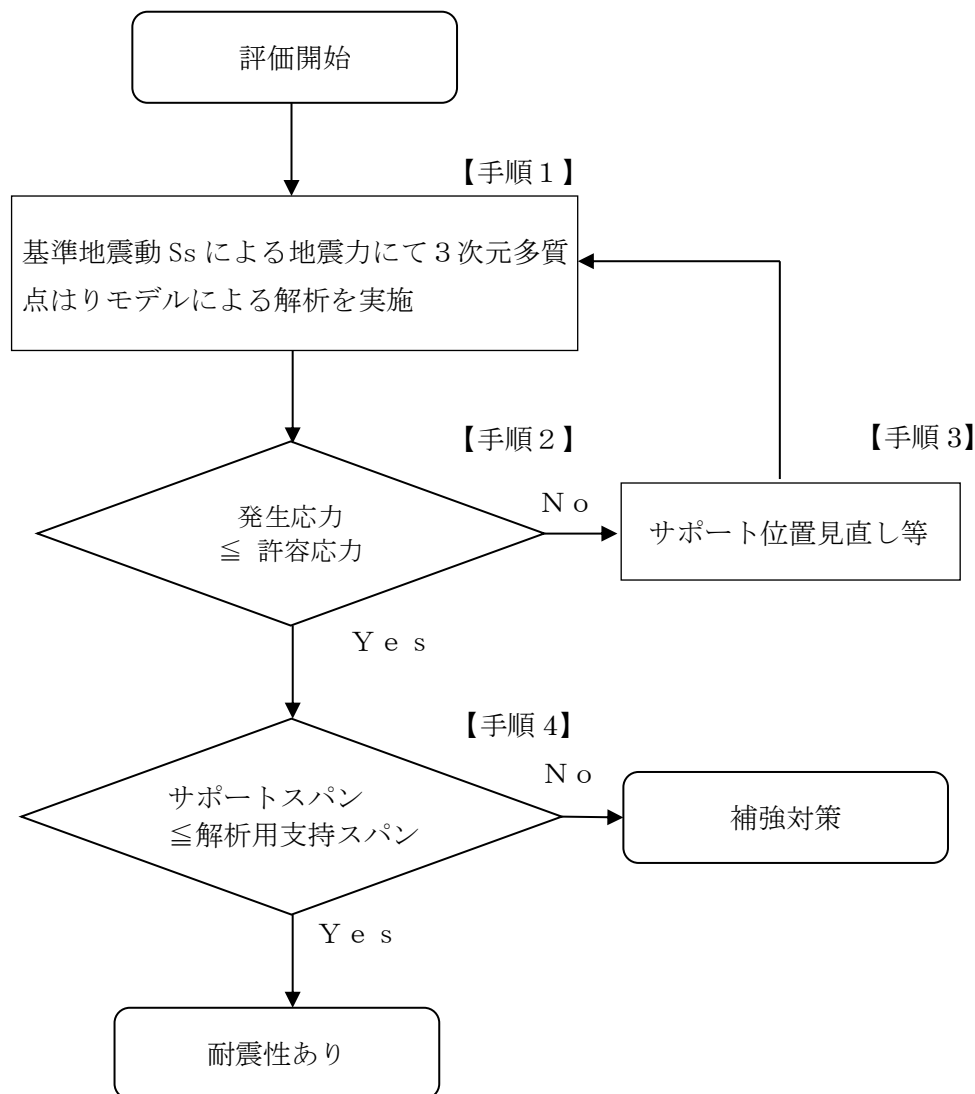 評価開始
【手順１】
基準地震動 Ss による地震力にて３次元多質
点はりモデルによる解析を実施
【手順２】
【手順 3】
発生応力
≦ 許容応力
Ｎｏ
サポート位置見直し等
Ｙｅｓ
【手順 4】
サポートスパン
≦解析用支持スパン
Ｎｏ
補強対策
Ｙｅｓ
耐震性あり